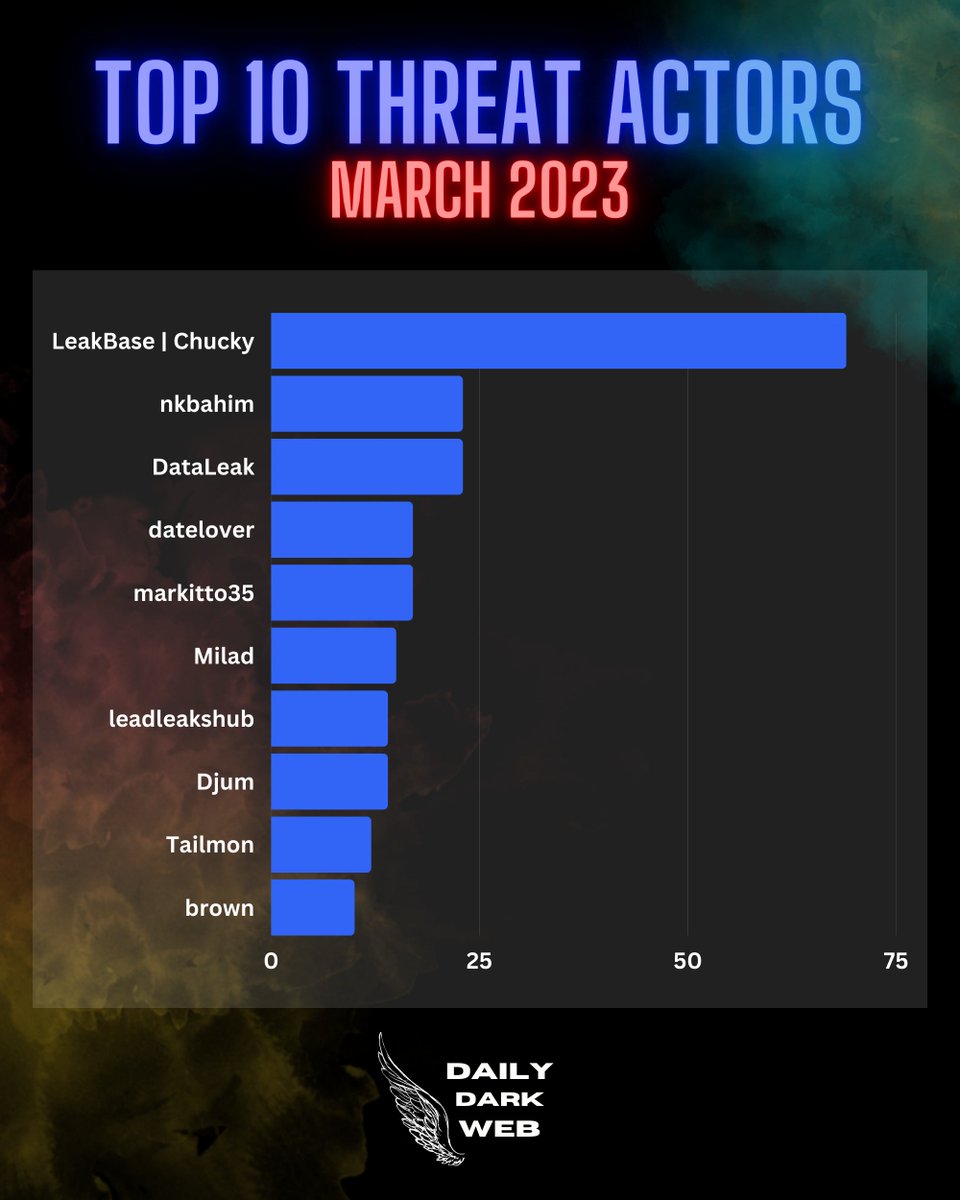 TOP 10 THREAT ACTORS
MARCH 2023
LeakBase | Chucky
nkbahim
DataLeak
datelover
markitto35
Milad
leadleakshub
Djum
Tailmon
brown
0 25 50 75
DAILY
DARK
WEB